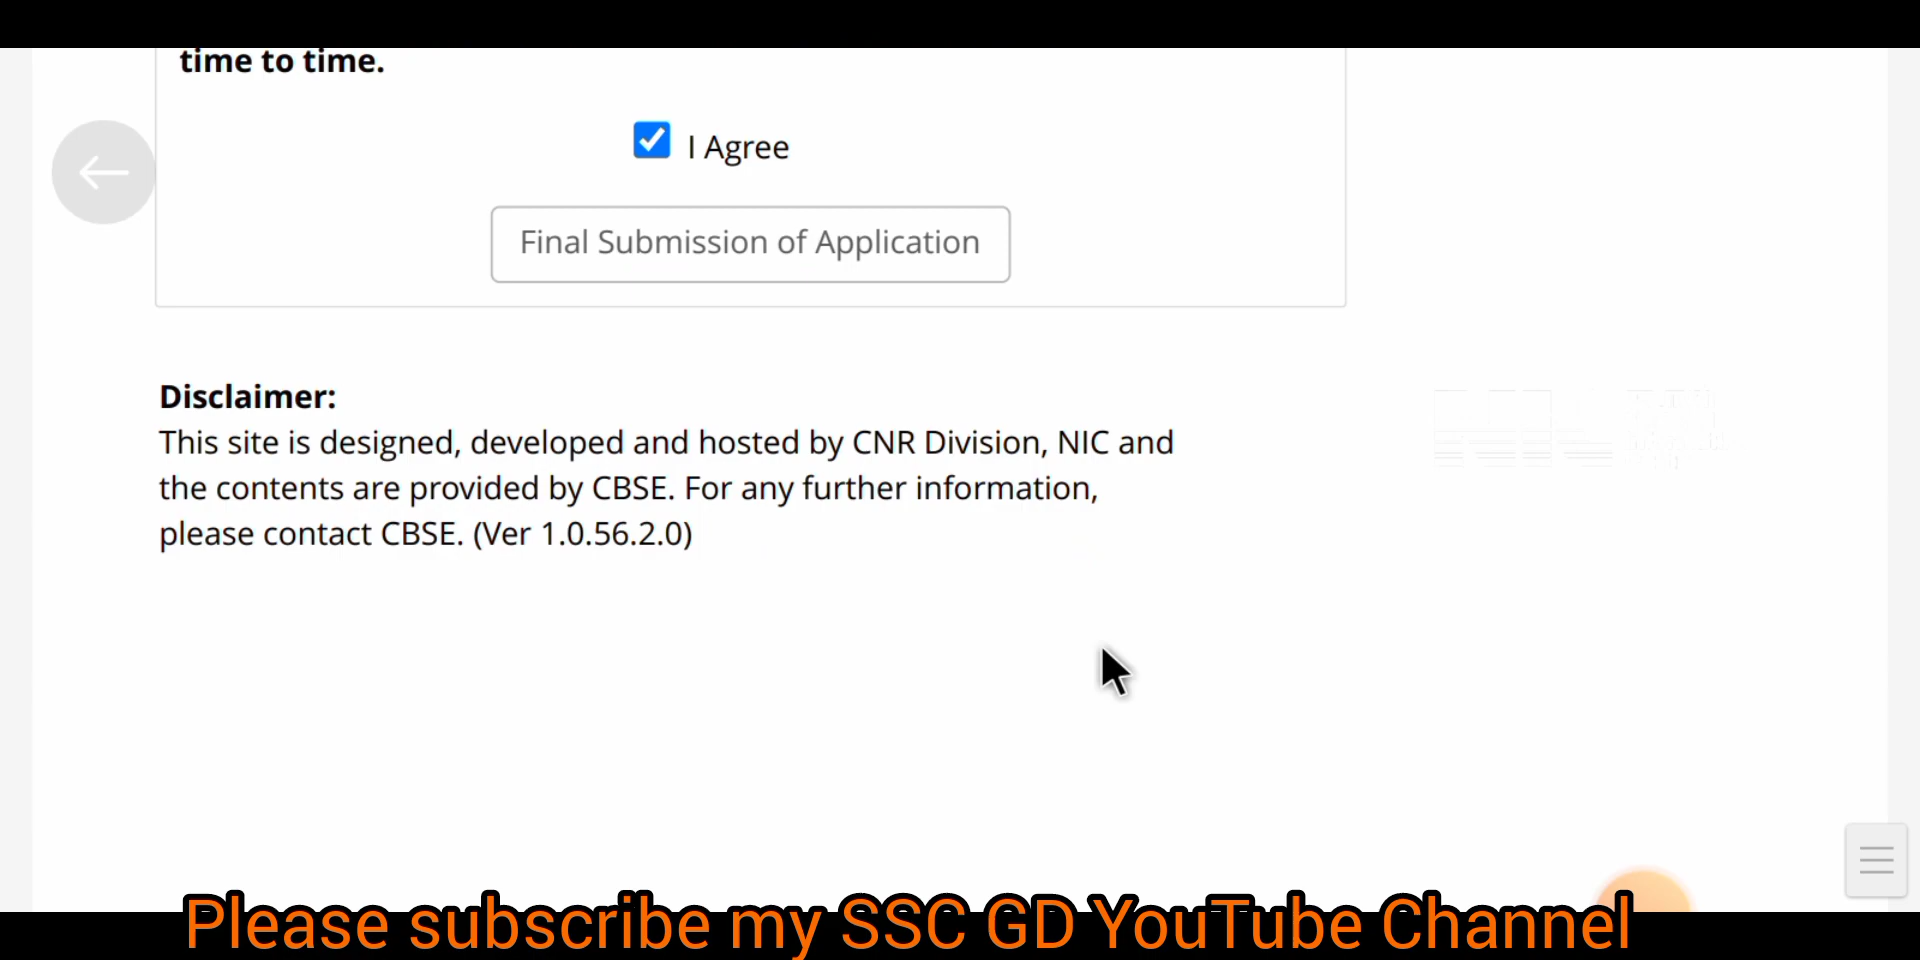 time to time.
I Agree
Final Submission of Application
Disclaimer:
This site is designed, developed and hosted by CNR Division, NIC and
the contents are provided by CBSE. For any further information,
please contact CBSE. (Ver 1.0.56.2.0)
Please subscribe my SSC GD YouTube Channel